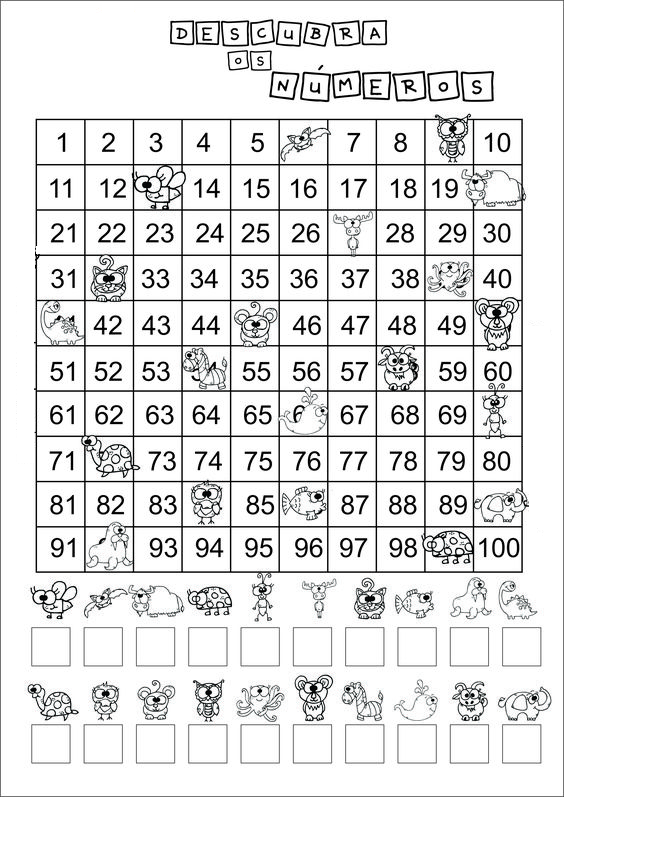 DESCUBRA
OS
NÚMEROS
1 2 3 4 5 7 8 10
11 12 14 15 16 17 18 19
21 22 23 24 25 26 28 29 30
31 33 34 35 36 37 38 40
42 43 44 46 47 48 49
51 52 53 55 56 57 59 60
61 62 63 64 65 6 67 68 69
71 73 74 75 76 77 78 79 80
81 82 83 85 87 88 89
91 93 94 95 96 97 98 100